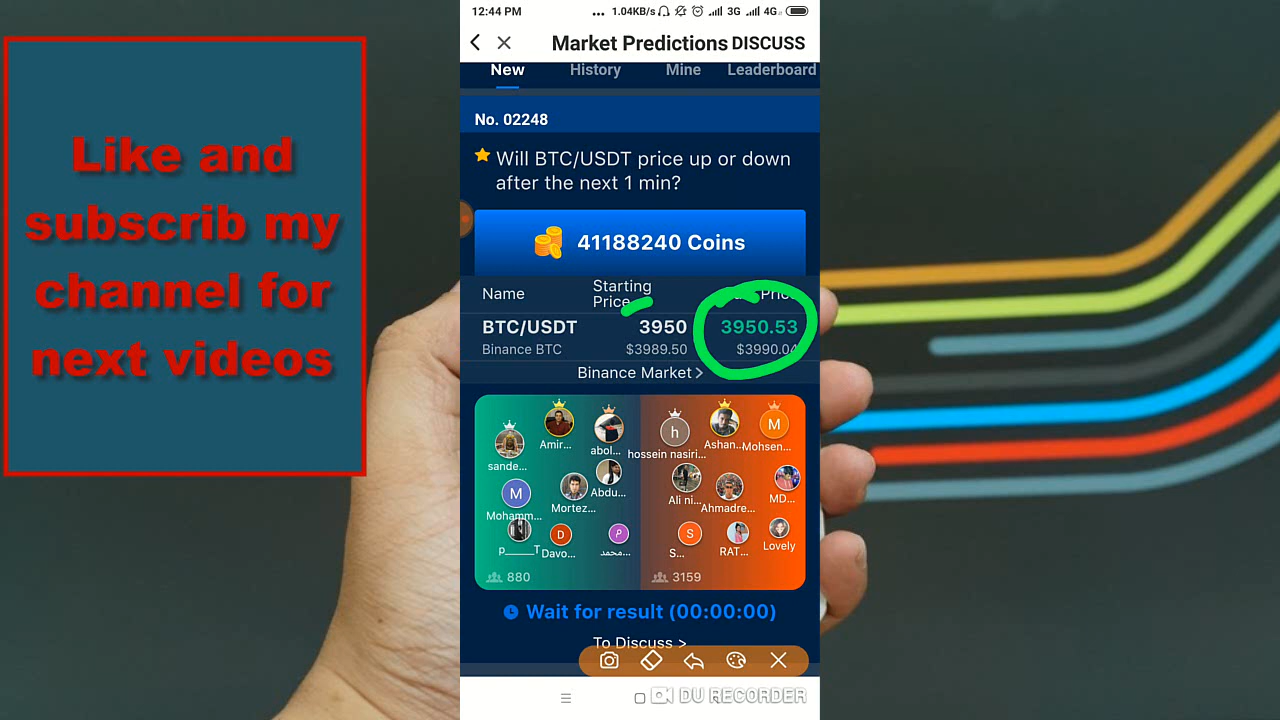 Like and
subscrib my
channel for
next videos
12:44 PM ... 1.04KB/s 3G 4G
Market Predictions DISCUSS
New History Mine Leaderboard
No. 02248
Will BTC/USDT price up or down
after the next 1 min?
41188240 Coins
Name Starting
Price Price
BTC/USDT 3950 3950.53
Binance BTC $3989.50 $3990.04
Binance Market >
sande... Amir... abol... h hossein nasiri... Ashan... M Mohsen...
M Mohamm... Mortez... Abdu... Ali ni... Ahmadre... MD...
p_____T D Davo... م محمد... S S... RAT... Lovely
880 3159
Wait for result (00:00:00)
To Discuss >
DU RECORDER